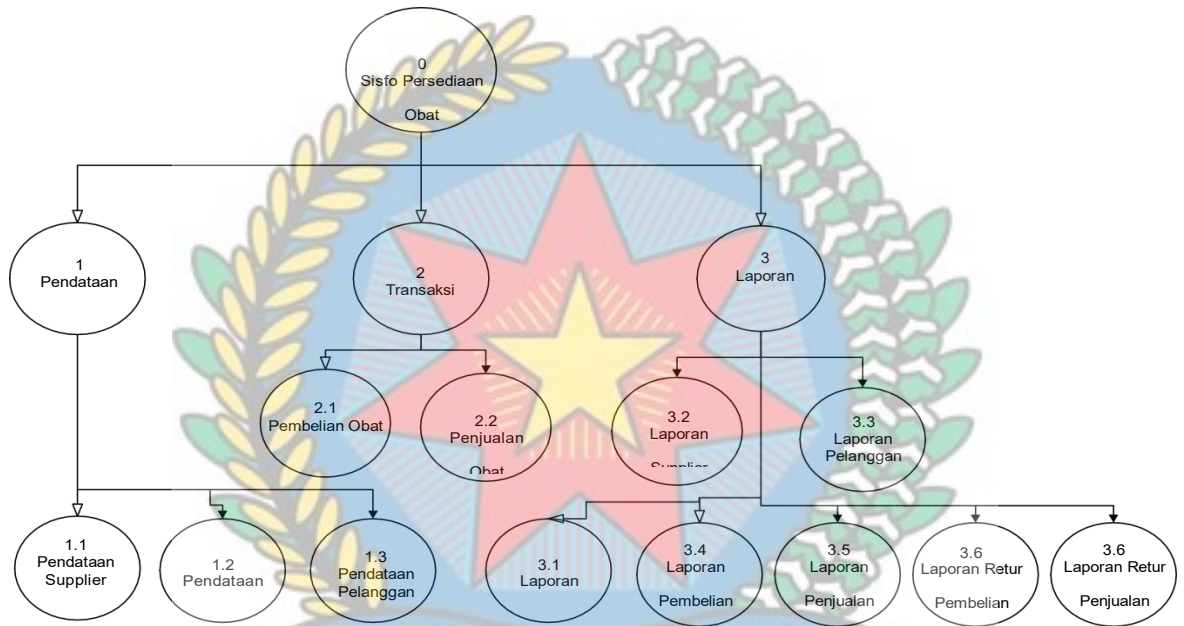 0
Sisfo Persediaan
Obat
1
Pendataan
2
Transaksi
3
Laporan
2.1
Pembelian Obat
2.2
Penjualan
Obat
3.2
Laporan
Supplier
3.3
Laporan
Pelanggan
1.1
Pendataan
Supplier
1.2
Pendataan
1.3
Pendataan
Pelanggan
3.1
Laporan
3.4
Laporan
Pembelian
3.5
Laporan
Penjualan
3.6
Laporan Retur
Pembelian
3.6
Laporan Retur
Penjualan